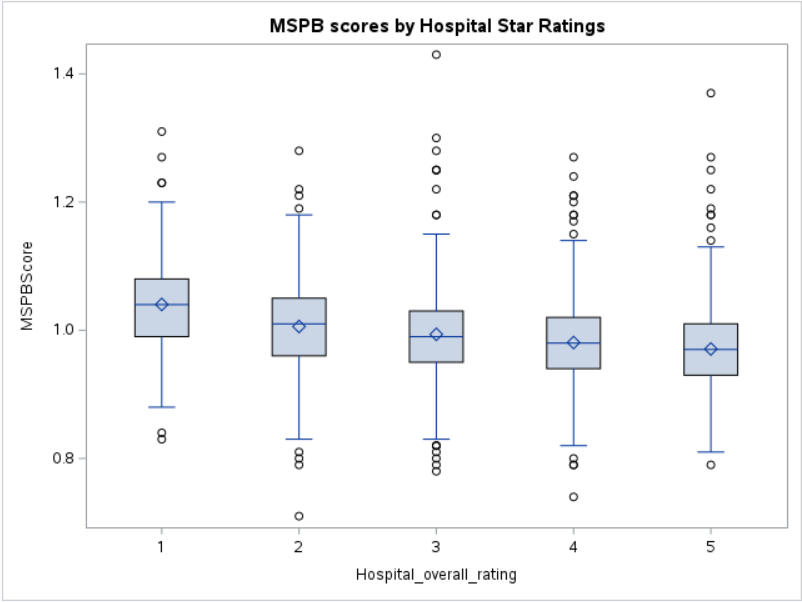 MSPB scores by Hospital Star Ratings
1.4
1.2
1.0
0.8
MSPBScore
1 2 3 4 5
Hospital_overall_rating